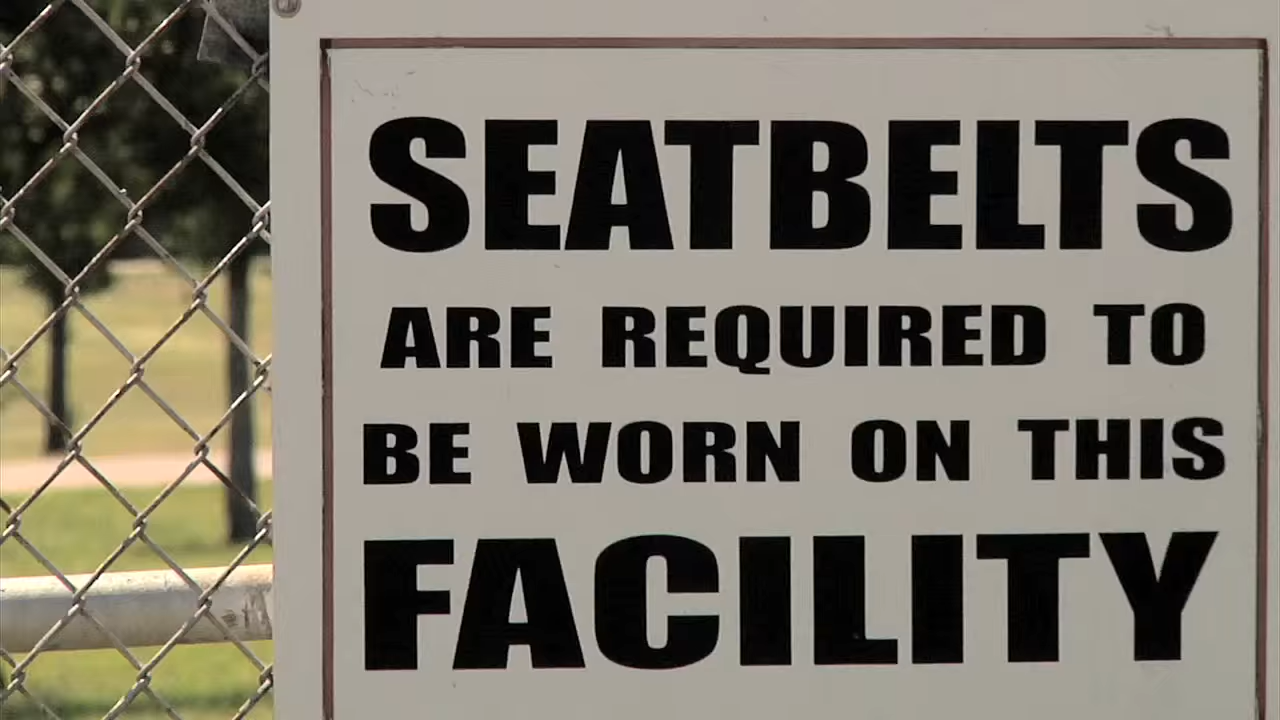 SEATBELTS
ARE REQUIRED TO
BE WORN ON THIS
FACILITY